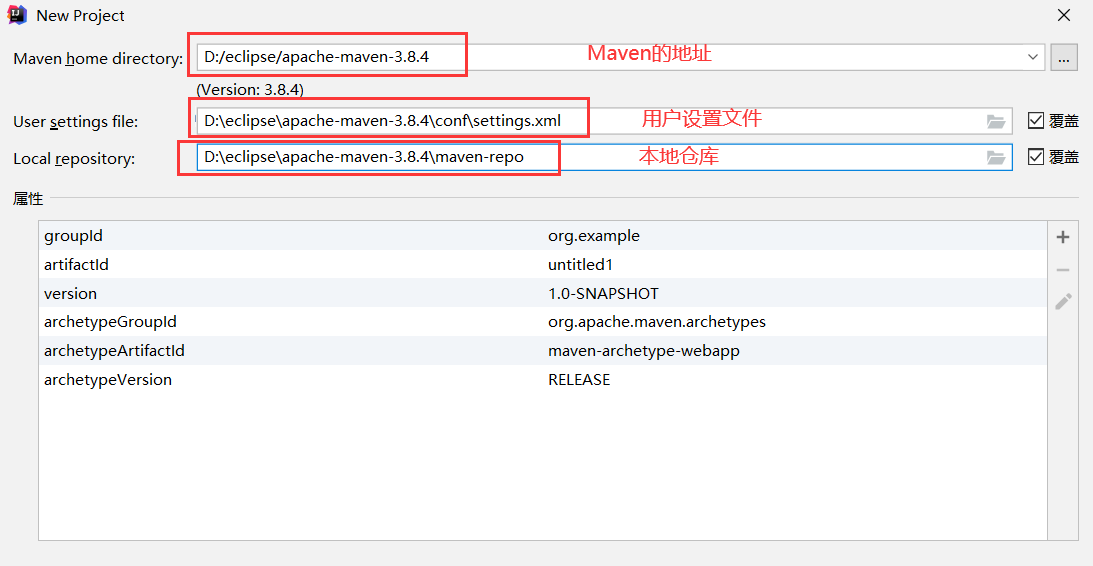 New Project
Maven home directory: D:/eclipse/apache-maven-3.8.4 Maven的地址 ...
(Version: 3.8.4)
User settings file: D:\eclipse\apache-maven-3.8.4\conf\settings.xml 用户设置文件 覆盖
Local repository: D:\eclipse\apache-maven-3.8.4\maven-repo 本地仓库 覆盖
属性
groupId org.example
artifactId untitled1
version 1.0-SNAPSHOT
archetypeGroupId org.apache.maven.archetypes
archetypeArtifactId maven-archetype-webapp
archetypeVersion RELEASE